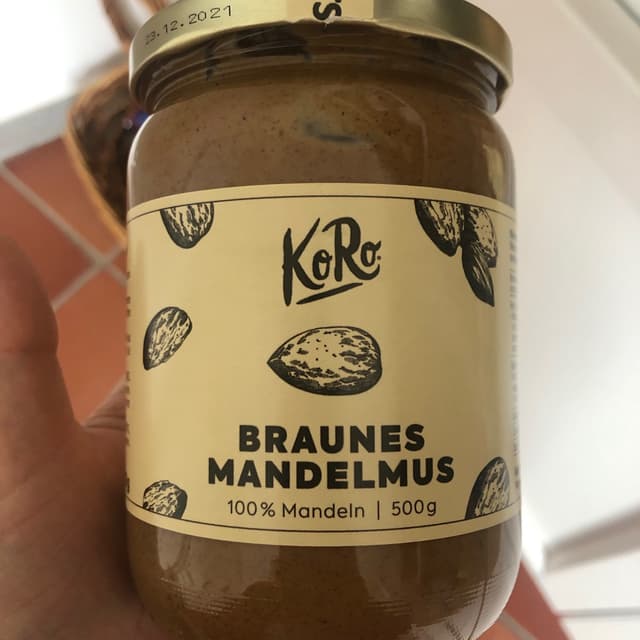 23.12.2021
KoRo
BRAUNES
MANDELMUS
100% Mandeln | 500g